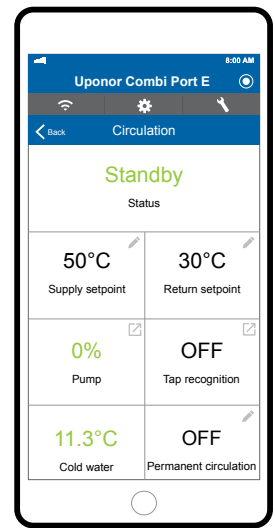 8:00 AM
Uponor Combi Port E
Back Circulation
Standby
Status
50°C 30°C
Supply setpoint Return setpoint
0% OFF
Pump Tap recognition
11.3°C OFF
Cold water Permanent circulation